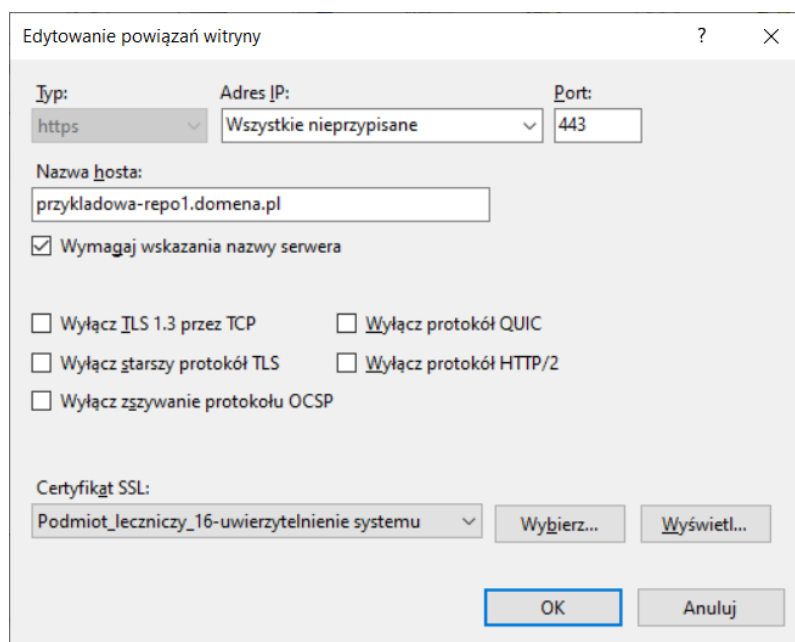 Edytowanie powiązań witryny ?
Typ: Adres IP: Port:
https Wszystkie nieprzypisane 443
Nazwa hosta:
przykladowa-repo1.domena.pl
Wymagaj wskazania nazwy serwera
Wyłącz TLS 1.3 przez TCP Wyłącz protokół QUIC
Wyłącz starszy protokół TLS Wyłącz protokół HTTP/2
Wyłącz zszywanie protokołu OCSP
Certyfikat SSL:
Podmiot_leczniczy_16-uwierzytelnienie systemu Wybierz... Wyświetl...
OK Anuluj